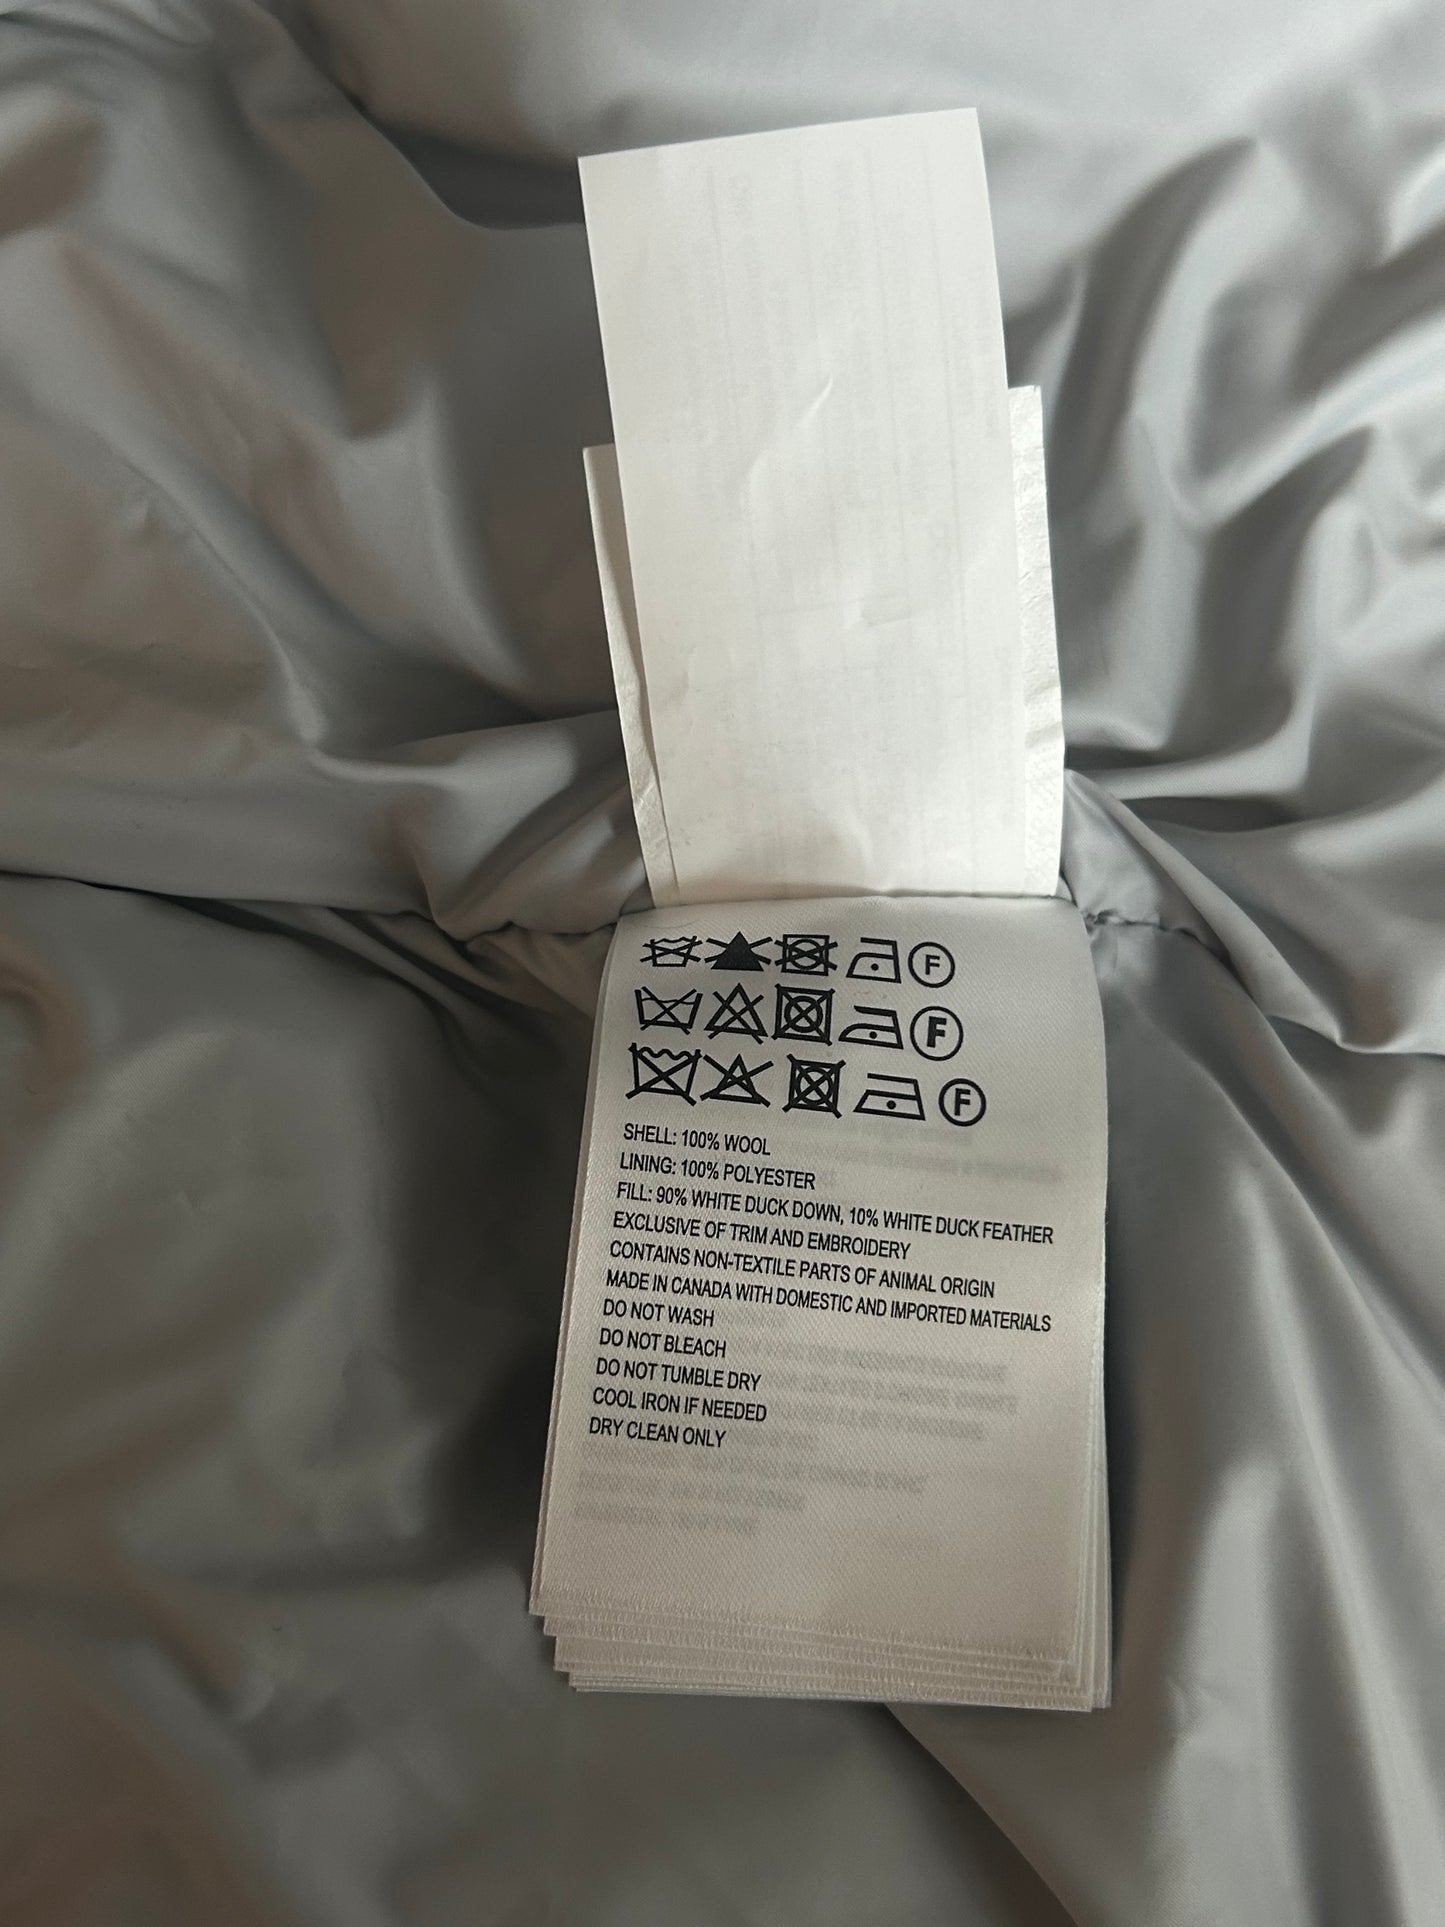 F
F
F
SHELL: 100% WOOL
LINING: 100% POLYESTER
FILL: 90% WHITE DUCK DOWN, 10% WHITE DUCK FEATHER
EXCLUSIVE OF TRIM AND EMBROIDERY
CONTAINS NON-TEXTILE PARTS OF ANIMAL ORIGIN
MADE IN CANADA WITH DOMESTIC AND IMPORTED MATERIALS
DO NOT WASH
DO NOT BLEACH
DO NOT TUMBLE DRY
COOL IRON IF NEEDED
DRY CLEAN ONLY